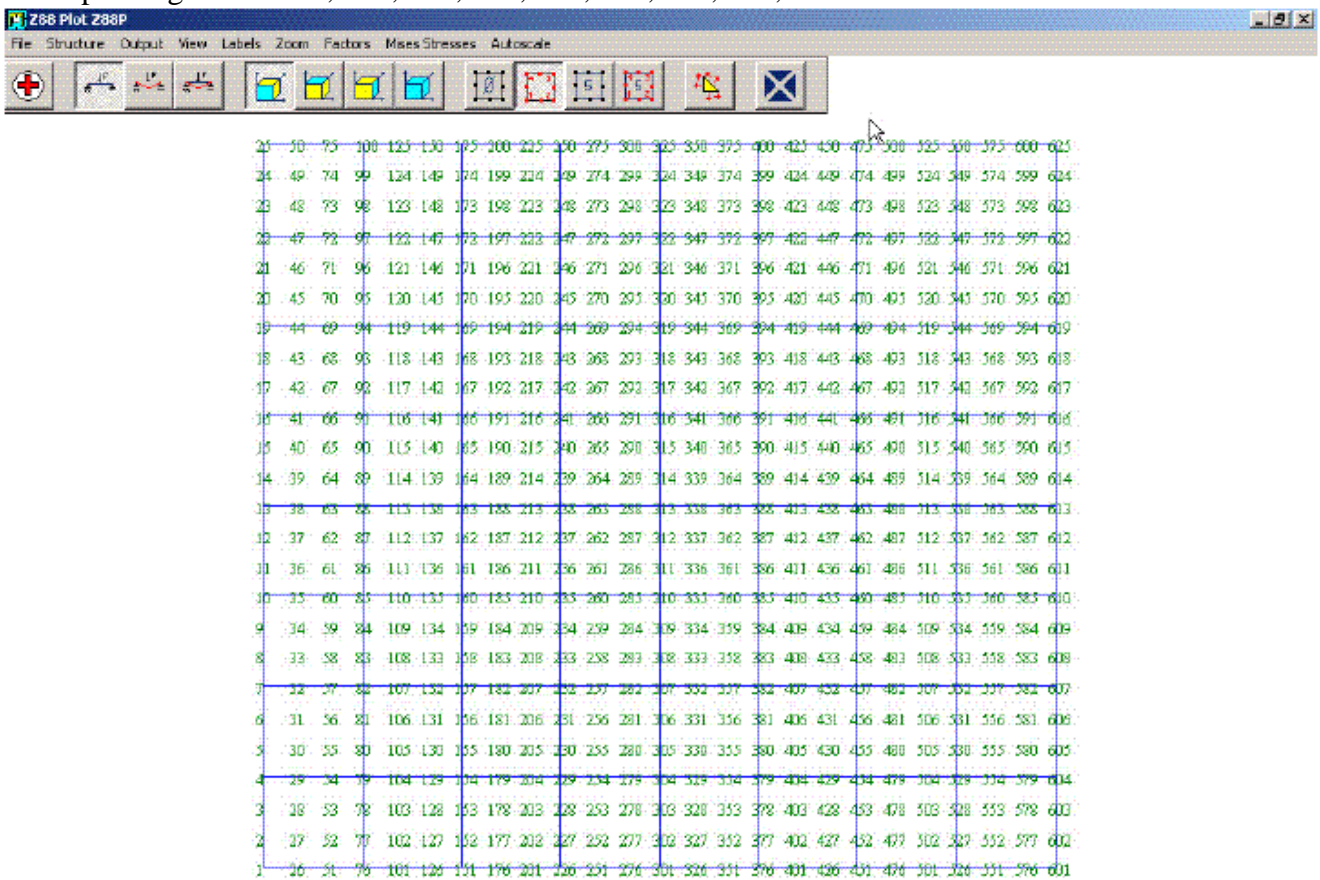 Z88 Plot Z88P
File Structure Output View Labels Zoom Factors Mises Stresses Autoscale
25 50 75 100 125 150 175 200 225 250 275 300 325 350 375 400 425 450 475 500 525 550 575 600 625
24 49 74 99 124 149 174 199 224 249 274 299 324 349 374 399 424 449 474 499 524 549 574 599 624
23 48 73 98 123 148 173 198 223 248 273 298 323 348 373 398 423 448 473 498 523 548 573 598 623
22 47 72 97 122 147 172 197 222 247 272 297 322 347 372 397 422 447 472 497 522 547 572 597 622
21 46 71 96 121 146 171 196 221 246 271 296 321 346 371 396 421 446 471 496 521 546 571 596 621
20 45 70 95 120 145 170 195 220 245 270 295 320 345 370 395 420 445 470 495 520 545 570 595 620
19 44 69 94 119 144 169 194 219 244 269 294 319 344 369 394 419 444 469 494 519 544 569 594 619
18 43 68 93 118 143 168 193 218 243 268 293 318 343 368 393 418 443 468 493 518 543 568 593 618
17 42 67 92 117 142 167 192 217 242 267 292 317 342 367 392 417 442 467 492 517 542 567 592 617
16 41 66 91 116 141 166 191 216 241 266 291 316 341 366 391 416 441 466 491 516 541 566 591 616
15 40 65 90 115 140 165 190 215 240 265 290 315 340 365 390 415 440 465 490 515 540 565 590 615
14 39 64 89 114 139 164 189 214 239 264 289 314 339 364 389 414 439 464 489 514 539 564 589 614
13 38 63 88 113 138 163 188 213 238 263 288 313 338 363 388 413 438 463 488 513 538 563 588 613
12 37 62 87 112 137 162 187 212 237 262 287 312 337 362 387 412 437 462 487 512 537 562 587 612
11 36 61 86 111 136 161 186 211 236 261 286 311 336 361 386 411 436 461 486 511 536 561 586 611
10 35 60 85 110 135 160 185 210 235 260 285 310 335 360 385 410 435 460 485 510 535 560 585 610
9 34 59 84 109 134 159 184 209 234 259 284 309 334 359 384 409 434 459 484 509 534 559 584 609
8 33 58 83 108 133 158 183 208 233 258 283 308 333 358 383 408 433 458 483 508 533 558 583 608
7 32 57 82 107 132 157 182 207 232 257 282 307 332 357 382 407 432 457 482 507 532 557 582 607
6 31 56 81 106 131 156 181 206 231 256 281 306 331 356 381 406 431 456 481 506 531 556 581 606
5 30 55 80 105 130 155 180 205 230 255 280 305 330 355 380 405 430 455 480 505 530 555 580 605
4 29 54 79 104 129 154 179 204 229 254 279 304 329 354 379 404 429 454 479 504 529 554 579 604
3 28 53 78 103 128 153 178 203 228 253 278 303 328 353 378 403 428 453 478 503 528 553 578 603
2 27 52 77 102 127 152 177 202 227 252 277 302 327 352 377 402 427 452 477 502 527 552 577 602
1 26 51 76 101 126 151 176 201 226 251 276 301 326 351 376 401 426 451 476 501 526 551 576 601